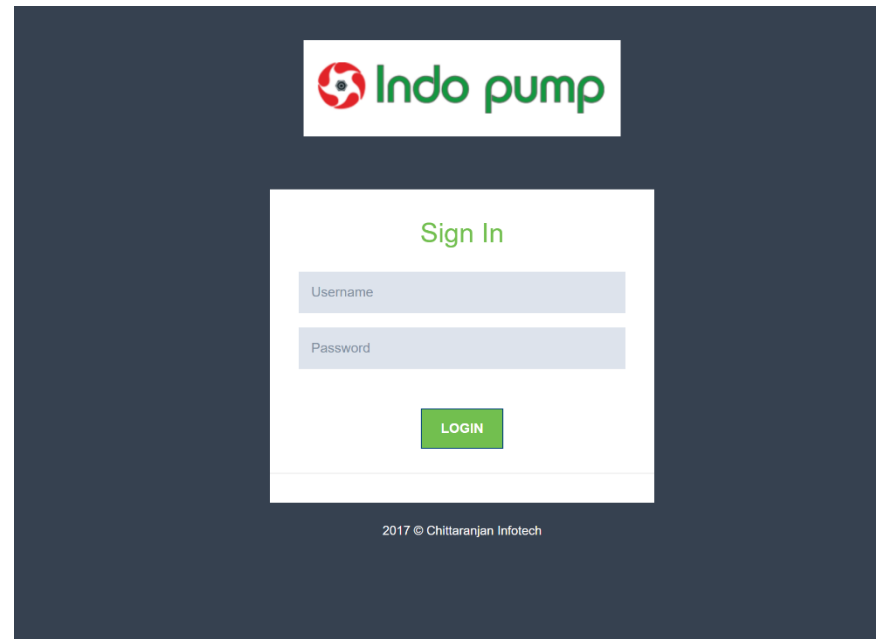 Indo pump
Sign In
Username
Password
LOGIN
2017 © Chittaranjan Infotech